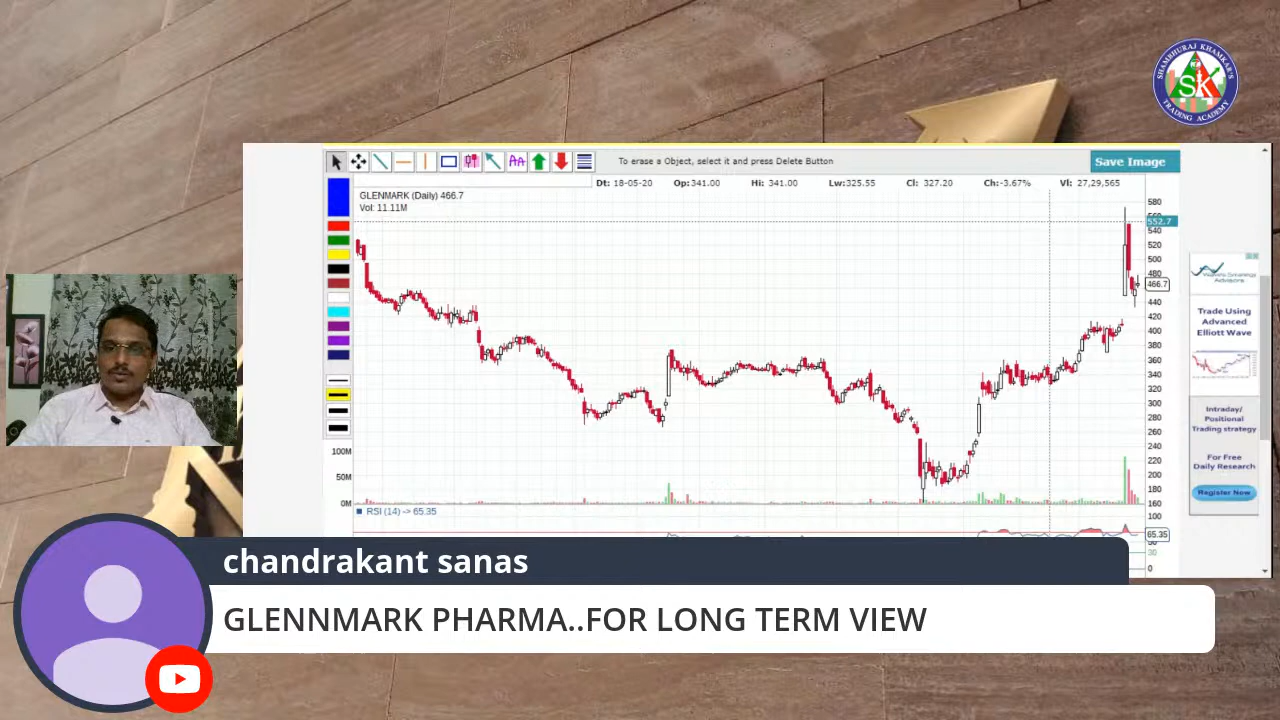 SHAMBHURAJ KHAMKAR'S
SK
TRADING ACADEMY
To erase a Object, select it and press Delete Button
Save Image
Dt: 18-05-20 Op:341.00 Hi: 341.00 Lw:325.55 Cl: 327.20 Ch:-3.67% Vl: 27,29,565
GLENMARK (Daily) 466.7
Vol: 11.11M
580
552.7
540
520
500
480
466.7
440
420
400
380
360
340
320
300
280
260
240
220
200
180
160
100M
50M
0M
RSI (14) -> 65.35
100
65.35
30
0
Advisors
Trade Using
Advanced
Elliott Wave
Intraday/
Positional
Trading strategy
For Free
Daily Research
Register Now
chandrakant sanas
GLENNMARK PHARMA..FOR LONG TERM VIEW